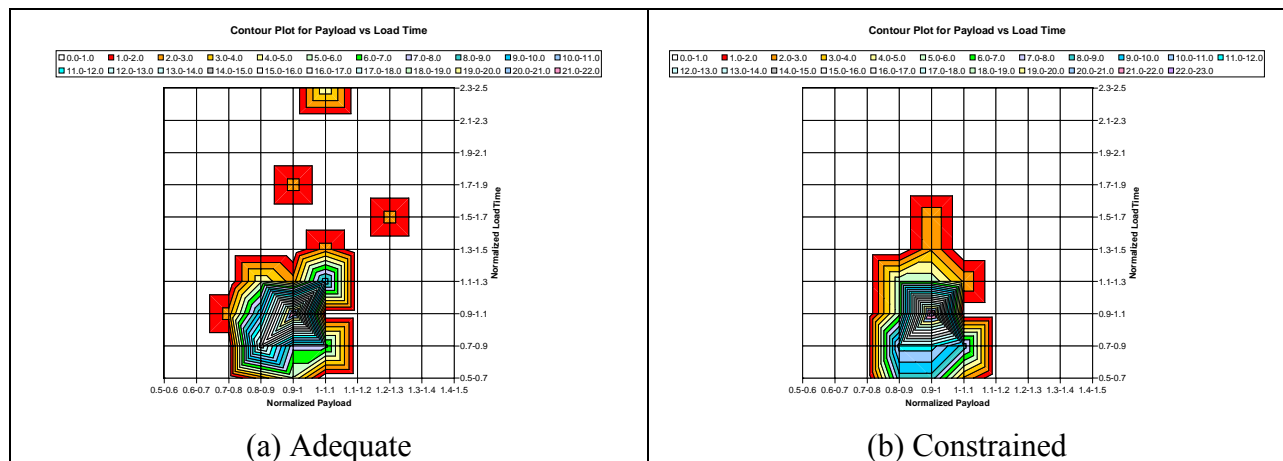 Contour Plot for Payload vs Load Time
0.0-1.0 1.0-2.0 2.0-3.0 3.0-4.0 4.0-5.0 5.0-6.0 6.0-7.0 7.0-8.0 8.0-9.0 9.0-10.0 10.0-11.0
11.0-12.0 12.0-13.0 13.0-14.0 14.0-15.0 15.0-16.0 16.0-17.0 17.0-18.0 18.0-19.0 19.0-20.0 20.0-21.0 21.0-22.0
2.3-2.5
2.1-2.3
1.9-2.1
1.7-1.9
1.5-1.7
1.3-1.5
1.1-1.3
0.9-1.1
0.7-0.9
0.5-0.7
Normalized Load Time
0.5-0.6 0.6-0.7 0.7-0.8 0.8-0.9 0.9-1 1-1.1 1.1-1.2 1.2-1.3 1.3-1.4 1.4-1.5
Normalized Payload
(a) Adequate
Contour Plot for Payload vs Load Time
0.0-1.0 1.0-2.0 2.0-3.0 3.0-4.0 4.0-5.0 5.0-6.0 6.0-7.0 7.0-8.0 8.0-9.0 9.0-10.0 10.0-11.0 11.0-12.0
12.0-13.0 13.0-14.0 14.0-15.0 15.0-16.0 16.0-17.0 17.0-18.0 18.0-19.0 19.0-20.0 20.0-21.0 21.0-22.0 22.0-23.0
2.3-2.5
2.1-2.3
1.9-2.1
1.7-1.9
1.5-1.7
1.3-1.5
1.1-1.3
0.9-1.1
0.7-0.9
0.5-0.7
Normalized Load Time
0.5-0.6 0.6-0.7 0.7-0.8 0.8-0.9 0.9-1 1-1.1 1.1-1.2 1.2-1.3 1.3-1.4 1.4-1.5
Normalized Payload
(b) Constrained